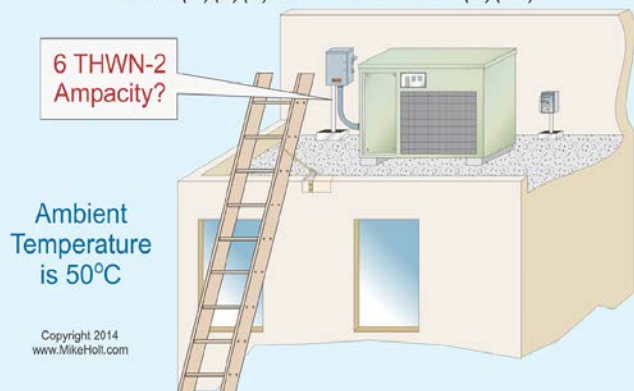 6 THWN-2
Ampacity?
Ambient
Temperature
is 50°C
Copyright 2014
www.MikeHolt.com